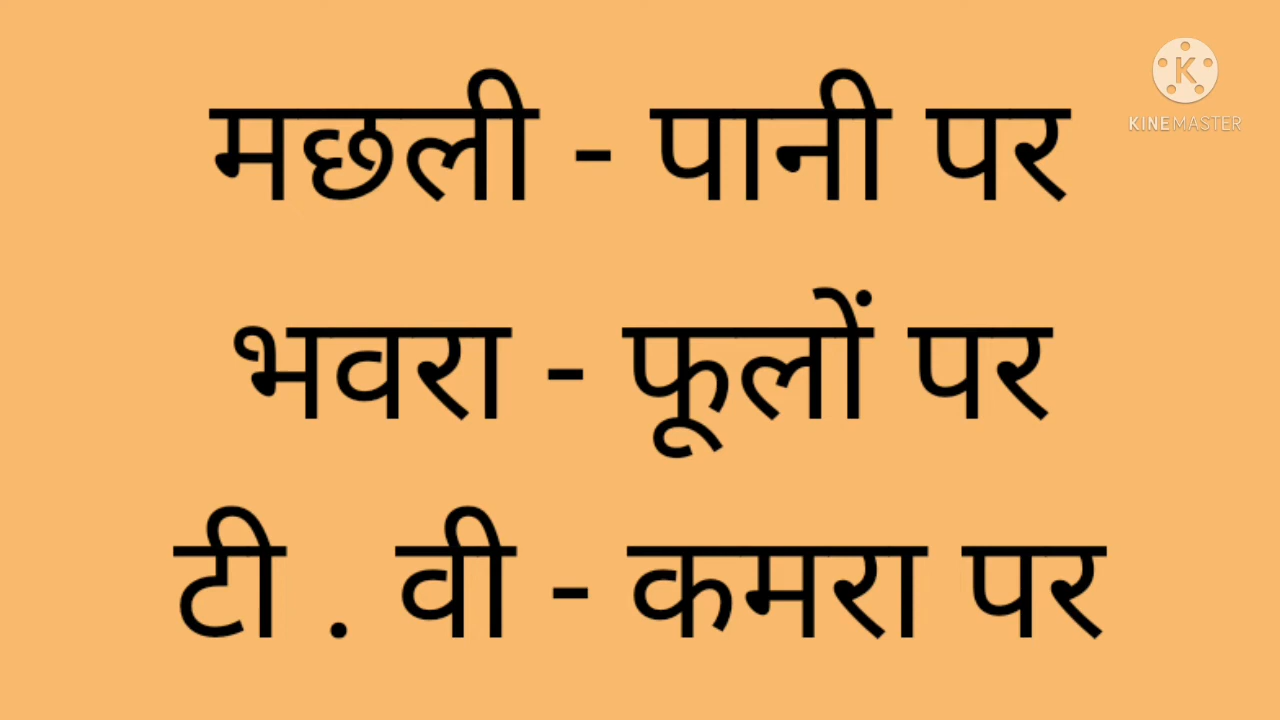 मछली - पानी पर
KINEMASTER
भवरा - फूलों पर
टी . वी - कमरा पर